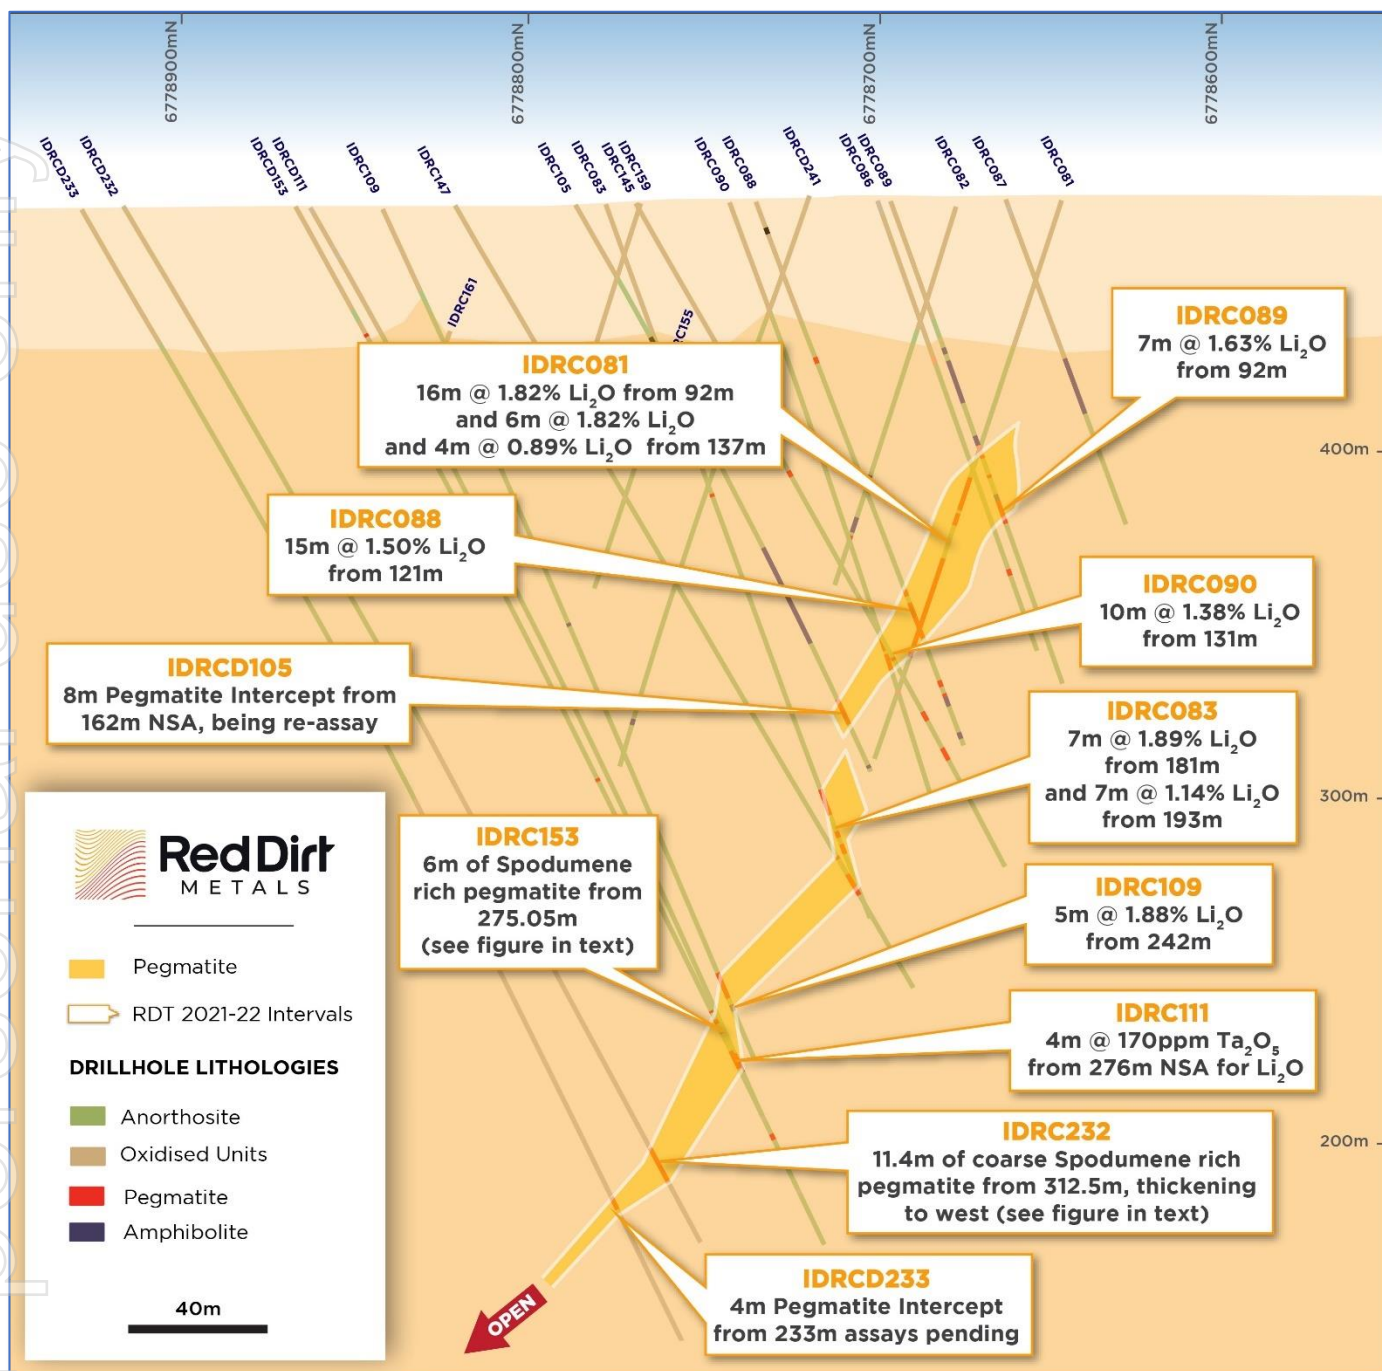 6778900mN
6778800mN
6778700mN
6778600mN
IDRCD233
IDRCD232
IDRCD153
IDRCD111
IDRC109
IDRC147
IDRC105
IDRC083
IDRC145
IDRC159
IDRC090
IDRC088
IDRCD241
IDRC086
IDRC089
IDRC082
IDRC087
IDRC081
IDRC161
RC155
IDRC089
7m @ 1.63% Li₂O
from 92m
IDRC081
16m @ 1.82% Li₂O from 92m
and 6m @ 1.82% Li₂O
and 4m @ 0.89% Li₂O from 137m
400m
IDRC088
15m @ 1.50% Li₂O
from 121m
IDRC090
10m @ 1.38% Li₂O
from 131m
IDRCD105
8m Pegmatite Intercept from
162m NSA, being re-assay
IDRC083
7m @ 1.89% Li₂O
from 181m
and 7m @ 1.14% Li₂O
from 193m
300m
IDRC153
6m of Spodumene
rich pegmatite from
275.05m
(see figure in text)
IDRC109
5m @ 1.88% Li₂O
from 242m
IDRC111
4m @ 170ppm Ta₂O₅
from 276m NSA for Li₂O
200m
IDRC232
11.4m of coarse Spodumene rich
pegmatite from 312.5m, thickening
to west (see figure in text)
IDRCD233
4m Pegmatite Intercept
from 233m assays pending
OPEN
Red Dirt
METALS
Pegmatite
RDT 2021-22 Intervals
DRILLHOLE LITHOLOGIES
Anorthosite
Oxidised Units
Pegmatite
Amphibolite
40m